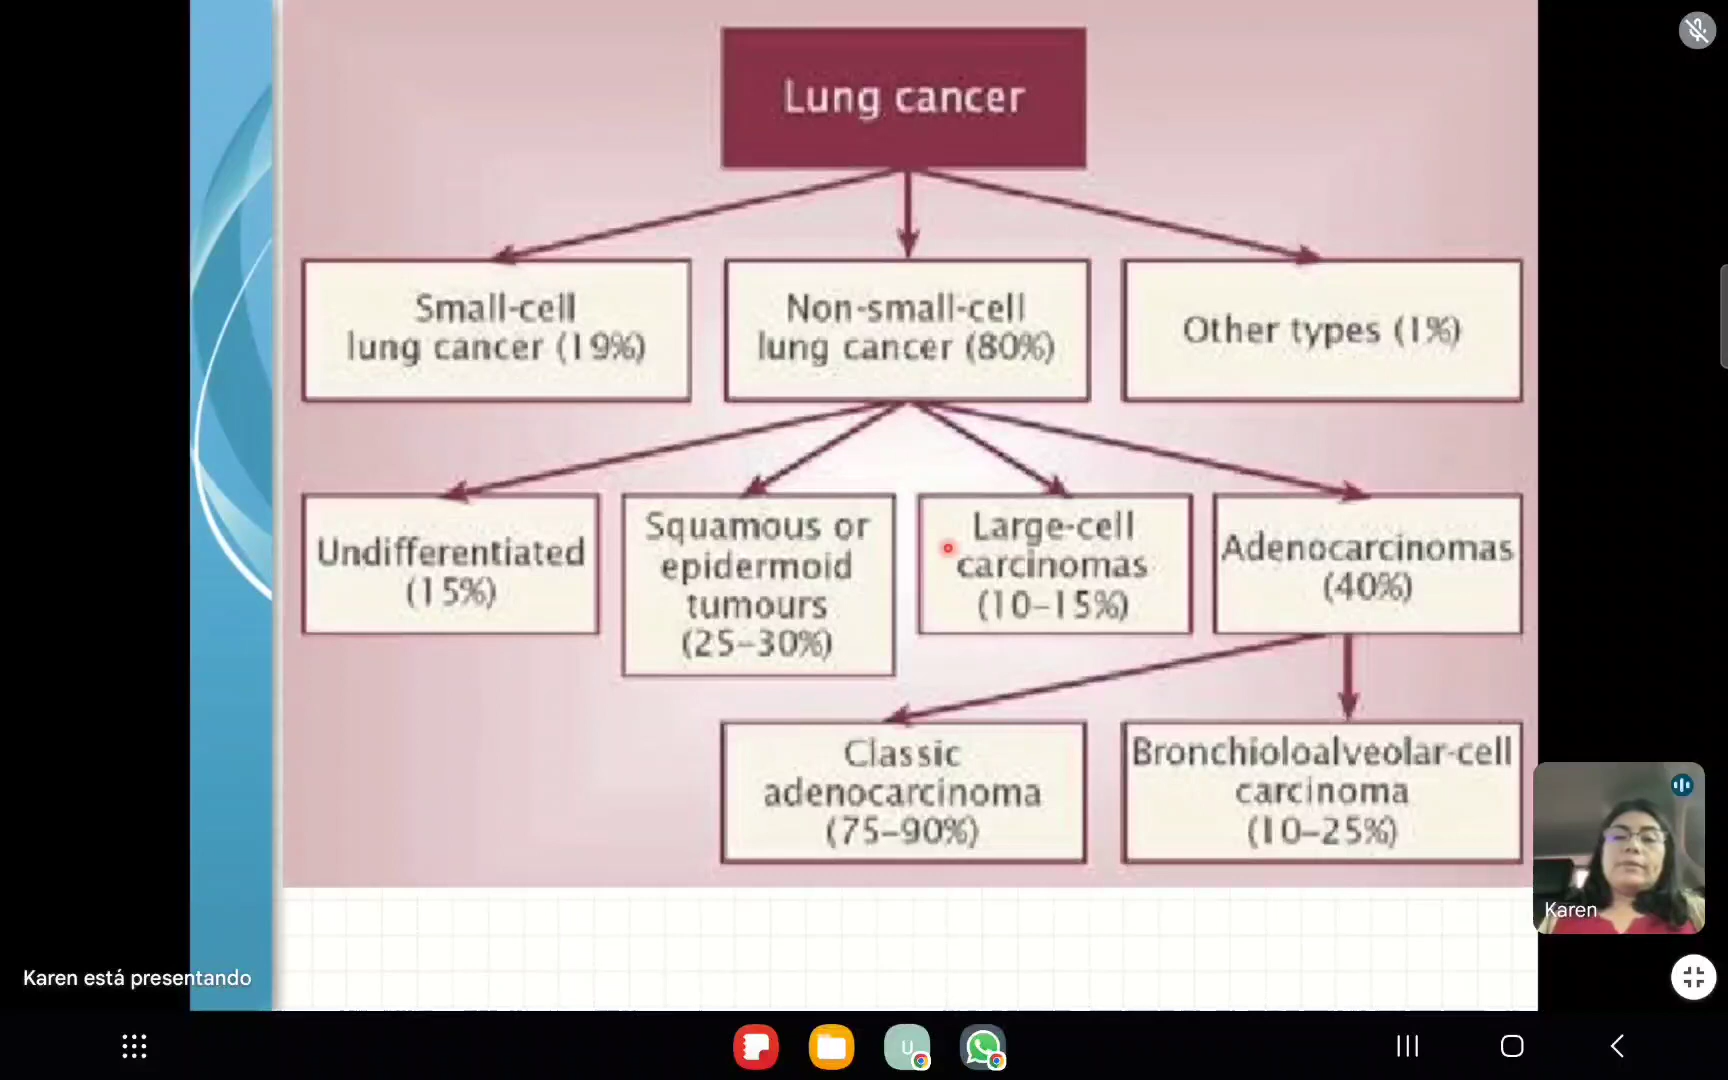 Lung cancer
Small-cell
lung cancer (19%)
Non-small-cell
lung cancer (80%)
Other types (1%)
Undifferentiated
(15%)
Squamous or
epidermoid
tumours
(25–30%)
Large-cell
carcinomas
(10–15%)
Adenocarcinomas
(40%)
Classic
adenocarcinoma
(75–90%)
Bronchioloalveolar-cell
carcinoma
(10–25%)
Karen
Karen está presentando
U